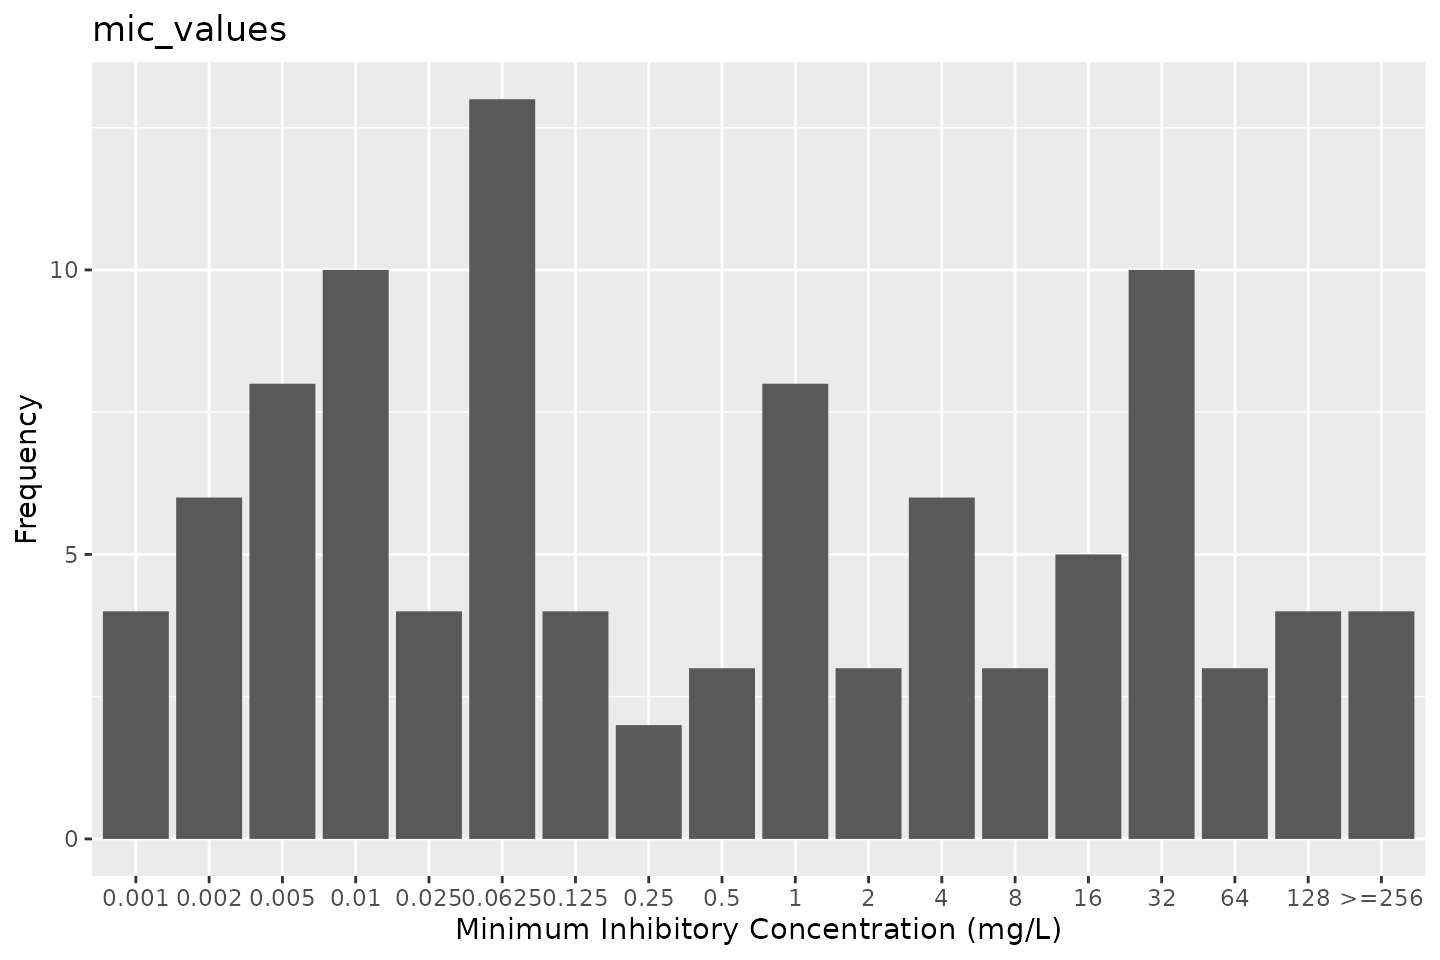 mic_values
Frequency
10
5
0
0.001 0.002 0.005 0.01 0.025 0.0625 0.125 0.25 0.5 1 2 4 8 16 32 64 128 >=256
Minimum Inhibitory Concentration (mg/L)